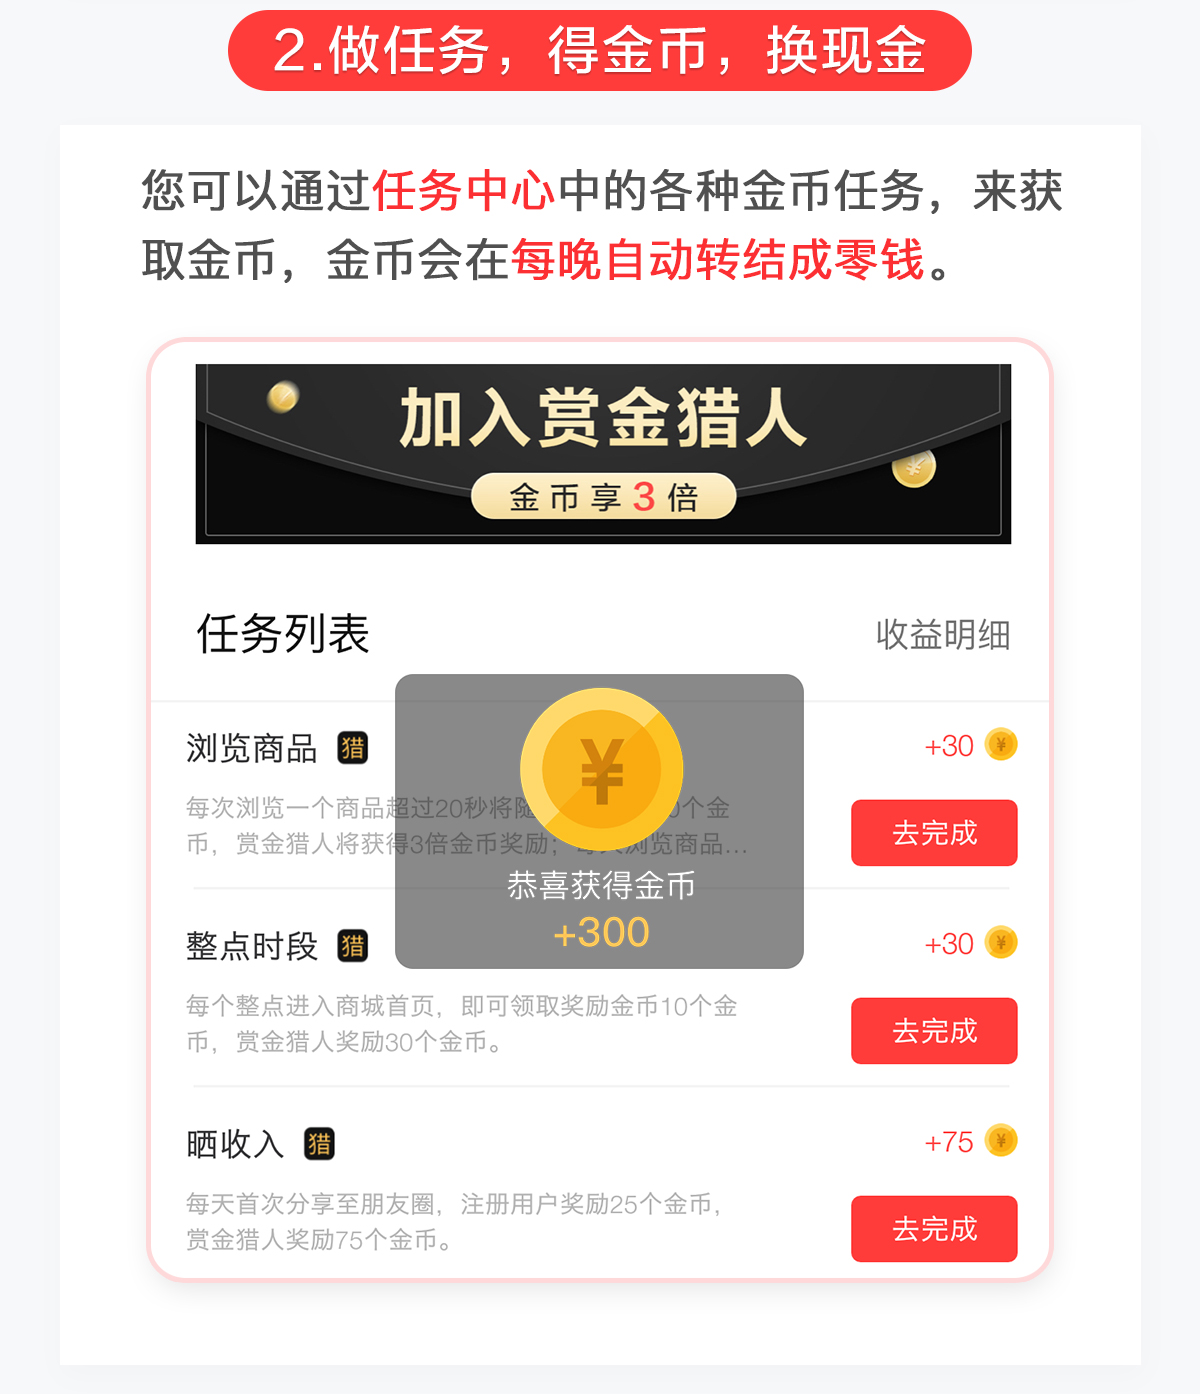 2.做任务，得金币，换现金
您可以通过任务中心中的各种金币任务，来获
取金币，金币会在每晚自动转结成零钱。
加入赏金猎人
金币享3倍
任务列表
收益明细
浏览商品 猎
+30 ¥
每次浏览一个商品超过20秒将随 0个金
币，赏金猎人将获得3倍金币奖励；每天浏览商品...
去完成
¥
恭喜获得金币
+300
整点时段 猎
+30 ¥
每个整点进入商城首页，即可领取奖励金币10个金
币，赏金猎人奖励30个金币。
去完成
晒收入 猎
+75 ¥
每天首次分享至朋友圈，注册用户奖励25个金币，
赏金猎人奖励75个金币。
去完成